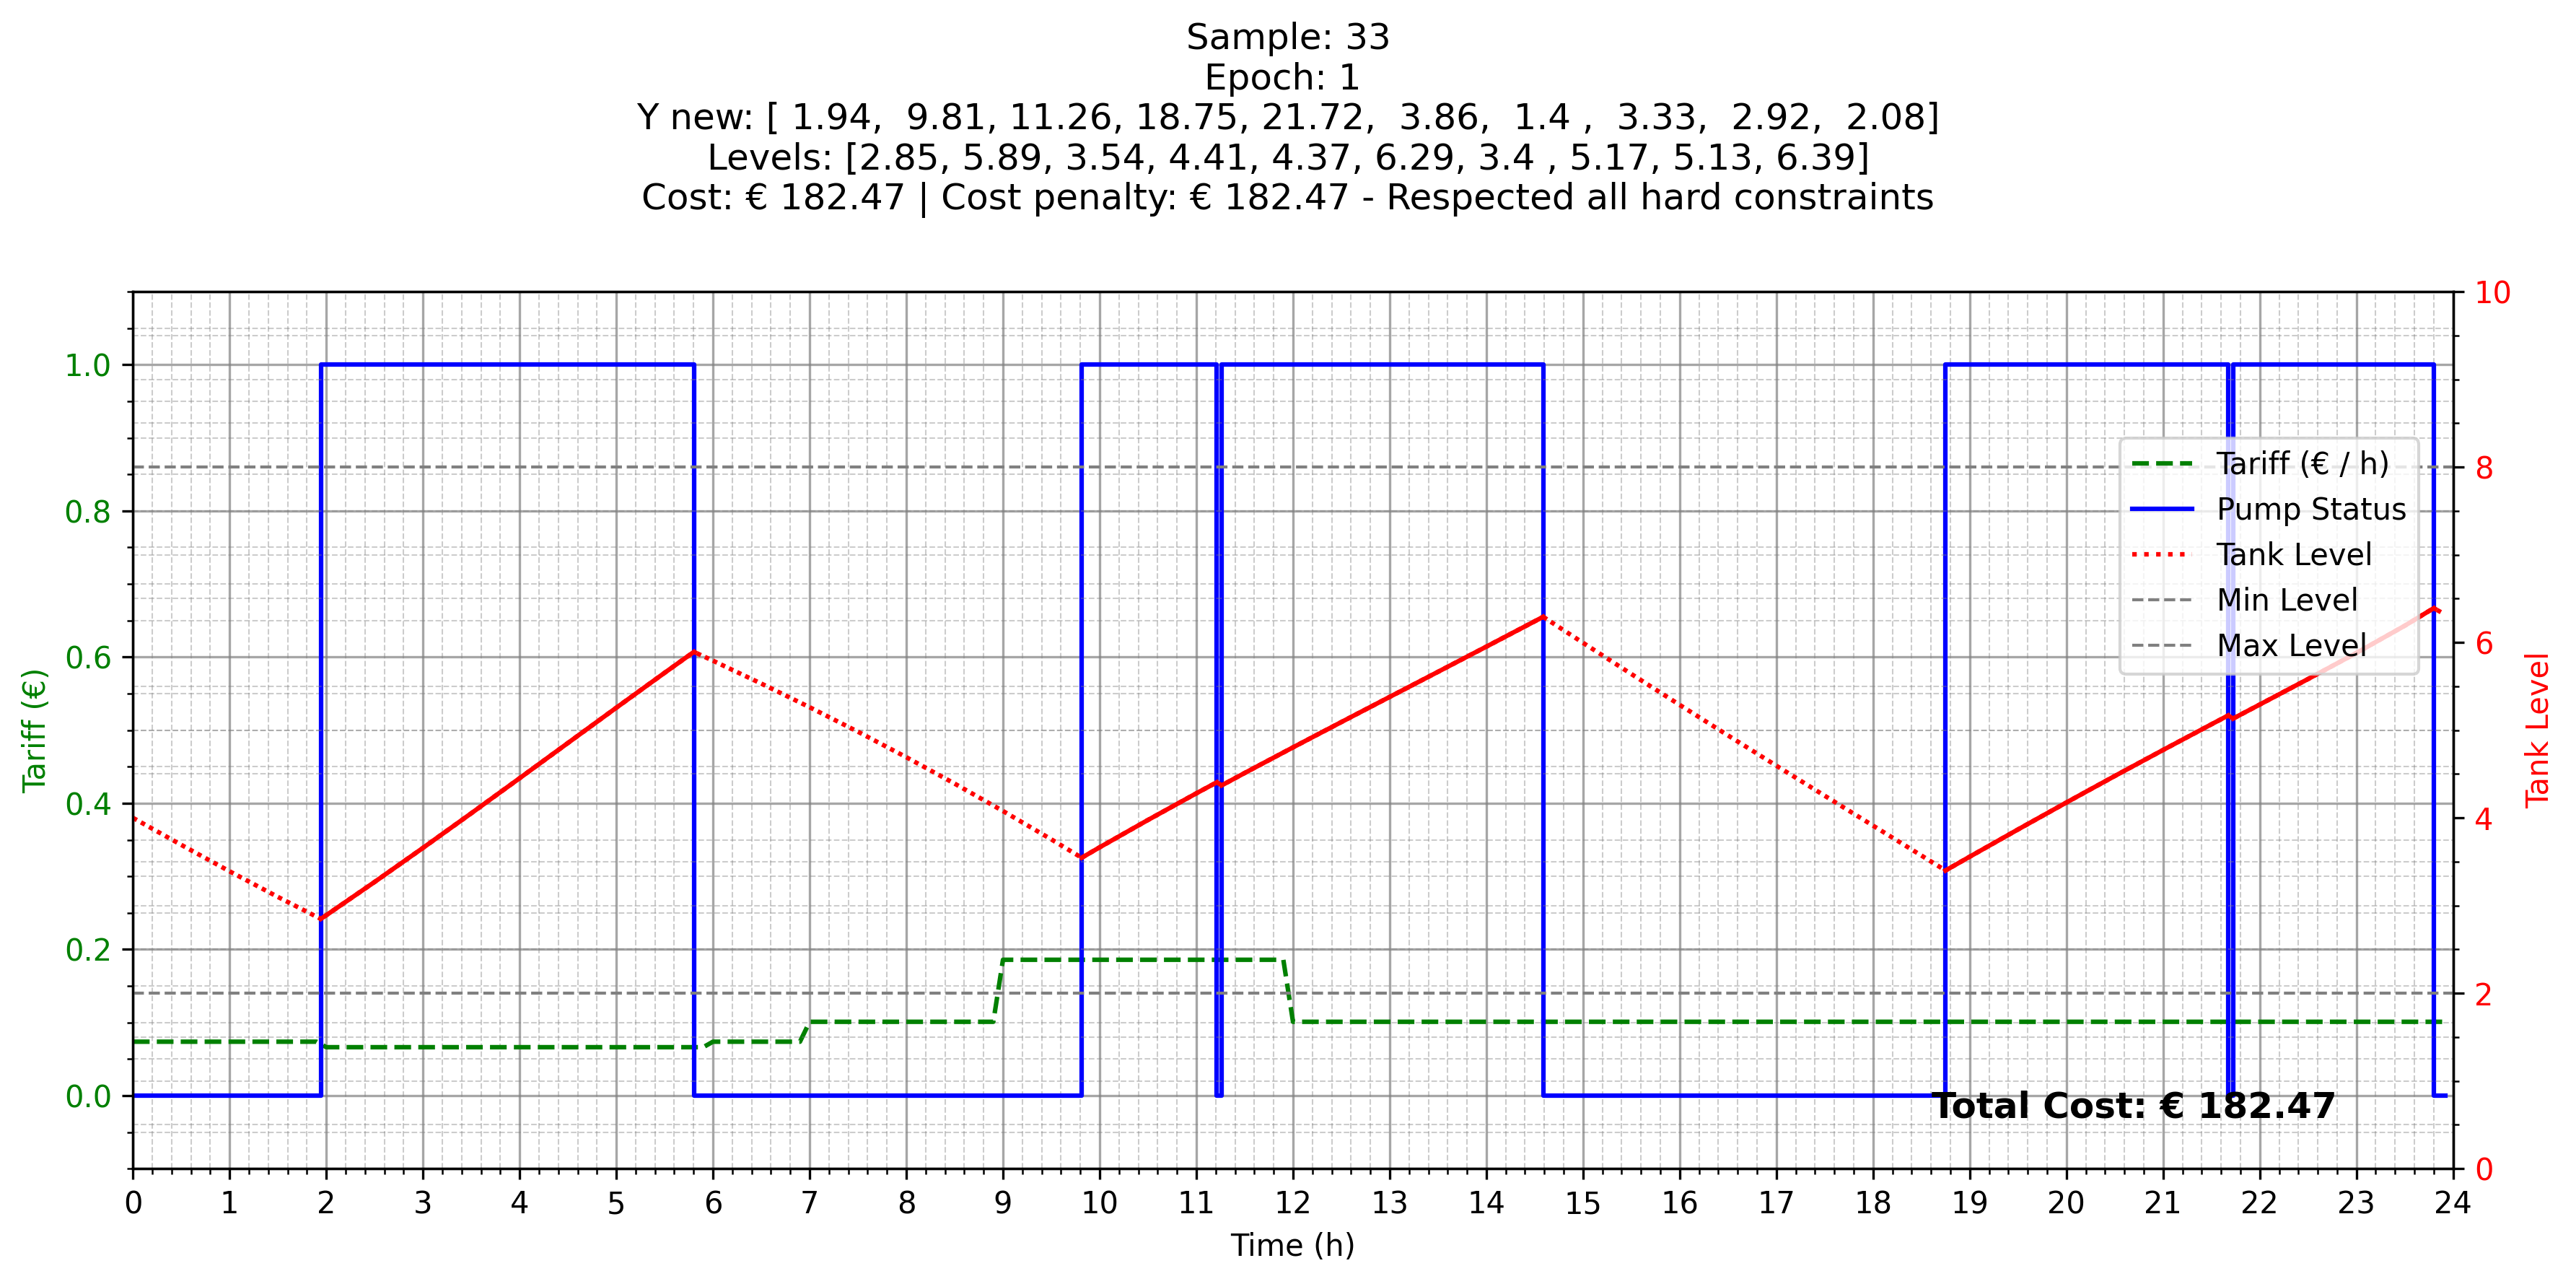 Sample: 33
Epoch: 1
Y new: [ 1.94,  9.81, 11.26, 18.75, 21.72,  3.86,  1.4 ,  3.33,  2.92,  2.08]
Levels: [2.85, 5.89, 3.54, 4.41, 4.37, 6.29, 3.4 , 5.17, 5.13, 6.39]
Cost: € 182.47 | Cost penalty: € 182.47 - Respected all hard constraints
Tariff (€)
1.0
0.8
0.6
0.4
0.2
0.0
10
8
6
4
2
0
Tank Level
Tariff (€ / h)
Pump Status
Tank Level
Min Level
Max Level
Total Cost: € 182.47
0 1 2 3 4 5 6 7 8 9 10 11 12 13 14 15 16 17 18 19 20 21 22 23 24
Time (h)